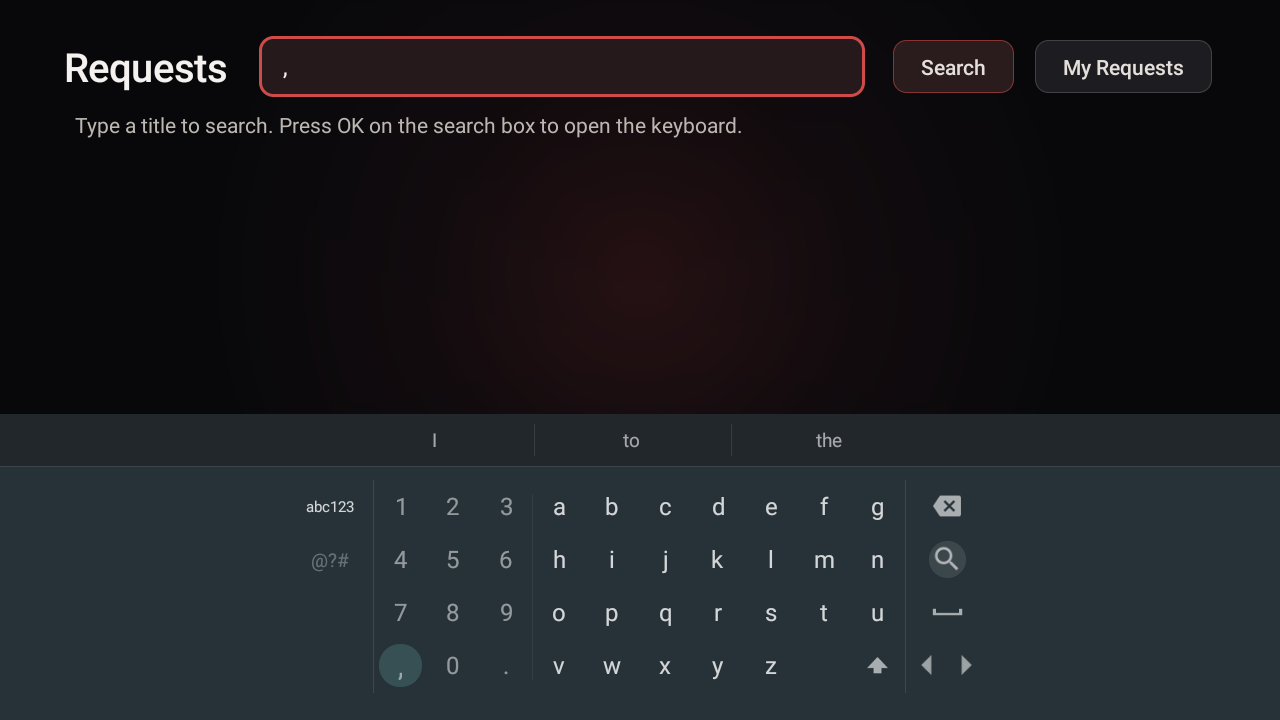 Requests , Search My Requests
Type a title to search. Press OK on the search box to open the keyboard.
I to the
abc123 1 2 3 a b c d e f g
@?# 4 5 6 h i j k l m n
7 8 9 o p q r s t u
, 0 . v w x y z